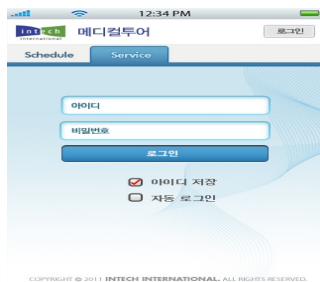 12:34 PM
intech
international
메디컬투어
로그인
Schedule
Service
아이디
비밀번호
로그인
아이디 저장
자동 로그인
COPYRIGHT © 2011 INTECH INTERNATIONAL. ALL RIGHTS RESERVED.